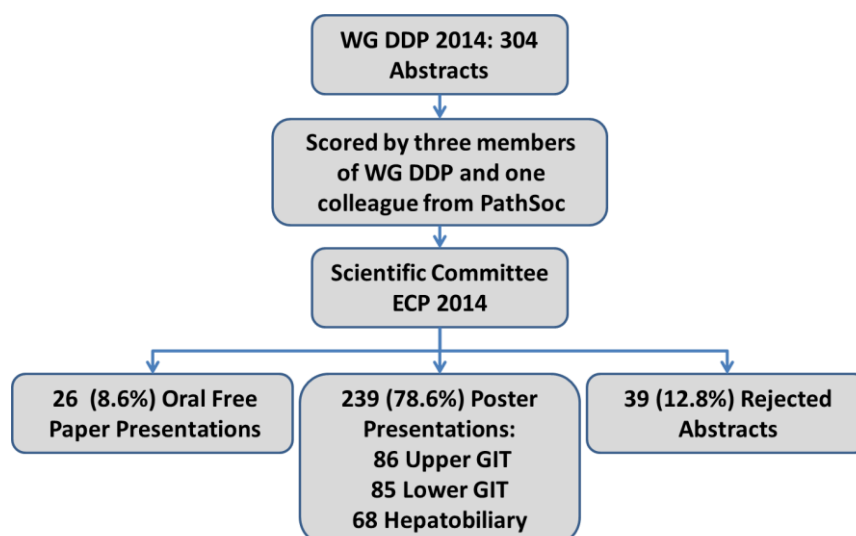 WG DDP 2014: 304
Abstracts
Scored by three members
of WG DDP and one
colleague from PathSoc
Scientific Committee
ECP 2014
26 (8.6%) Oral Free
Paper Presentations
239 (78.6%) Poster
Presentations:
86 Upper GIT
85 Lower GIT
68 Hepatobiliary
39 (12.8%) Rejected
Abstracts